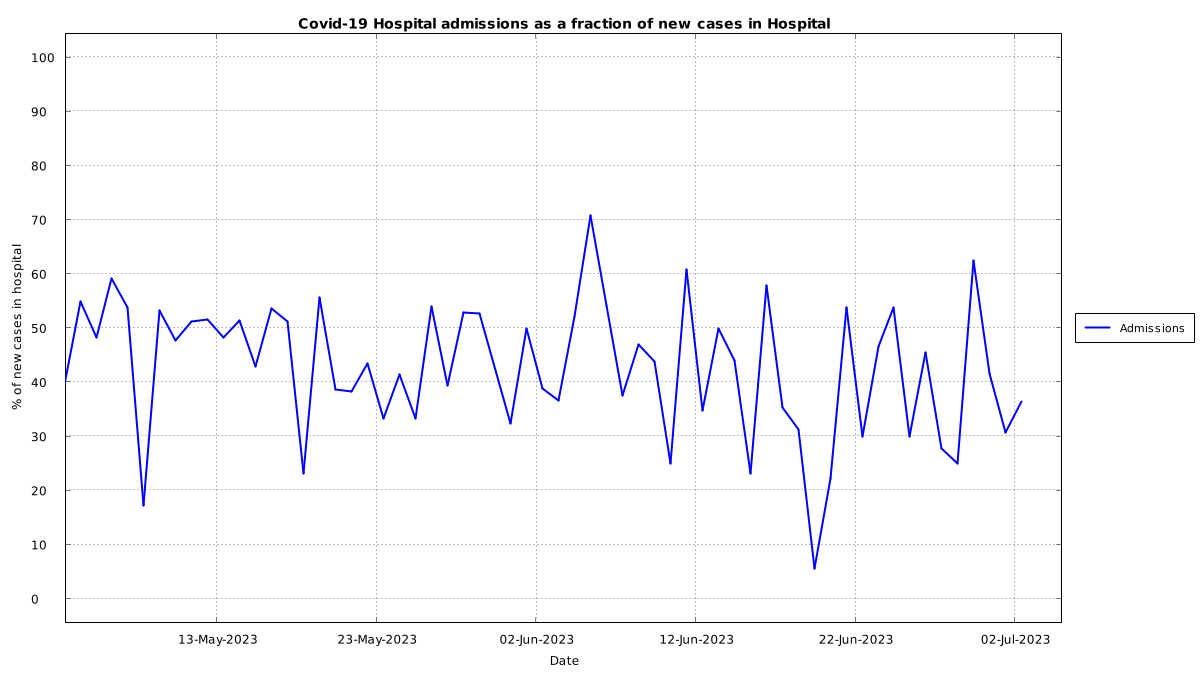 Covid-19 Hospital admissions as a fraction of new cases in Hospital
100
90
80
70
60
50
40
30
20
10
0
% of new cases in hospital
Admissions
13-May-2023
23-May-2023
02-Jun-2023
12-Jun-2023
22-Jun-2023
02-Jul-2023
Date